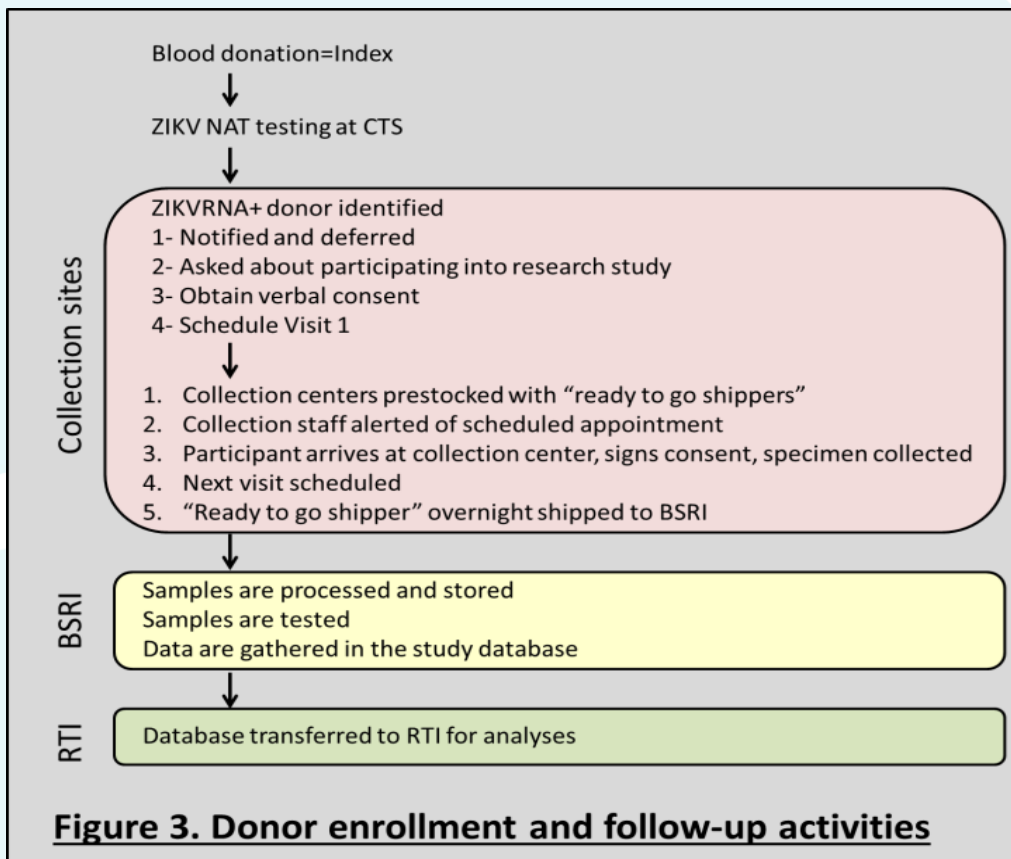 Blood donation=Index
ZIKV NAT testing at CTS
Collection sites
ZIKVRNA+ donor identified
1- Notified and deferred
2- Asked about participating into research study
3- Obtain verbal consent
4- Schedule Visit 1
1. Collection centers prestocked with “ready to go shippers”
2. Collection staff alerted of scheduled appointment
3. Participant arrives at collection center, signs consent, specimen collected
4. Next visit scheduled
5. “Ready to go shipper” overnight shipped to BSRI
BSRI
Samples are processed and stored
Samples are tested
Data are gathered in the study database
RTI
Database transferred to RTI for analyses
Figure 3. Donor enrollment and follow-up activities